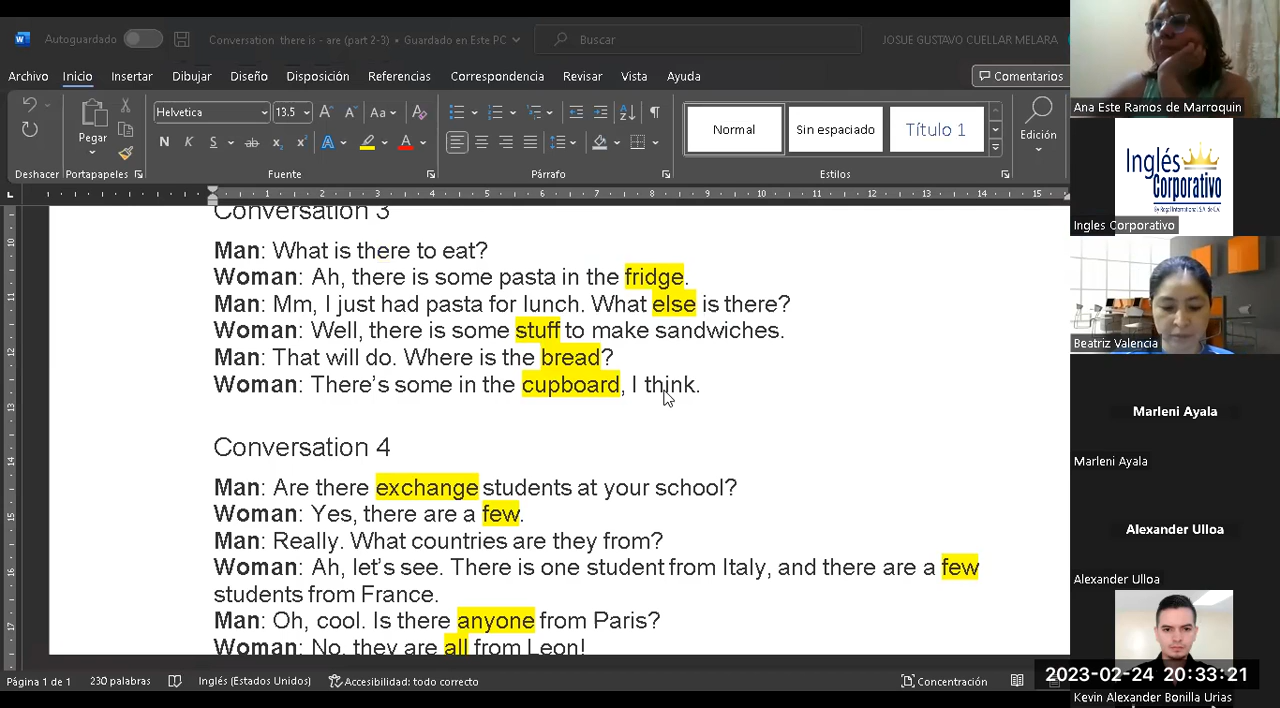 Autoguardado
Conversation there is - are (part 2-3) • Guardado en Este PC
Buscar
JOSUE GUSTAVO CUELLAR MELARA
Archivo Inicio Insertar Dibujar Diseño Disposición Referencias Correspondencia Revisar Vista Ayuda Comentarios
Helvetica 13.5
Pegar
Normal
Sin espaciado
Título 1
Edición
Deshacer Portapapeles Fuente Párrafo Estilos
Conversation 3
Man: What is there to eat?
Woman: Ah, there is some pasta in the fridge.
Man: Mm, I just had pasta for lunch. What else is there?
Woman: Well, there is some stuff to make sandwiches.
Man: That will do. Where is the bread?
Woman: There's some in the cupboard, I think.
Conversation 4
Man: Are there exchange students at your school?
Woman: Yes, there are a few.
Man: Really. What countries are they from?
Woman: Ah, let's see. There is one student from Italy, and there are a few
students from France.
Man: Oh, cool. Is there anyone from Paris?
Woman: No, they are all from Leon!
Página 1 de 1 230 palabras Inglés (Estados Unidos) Accesibilidad: todo correcto Concentración
Ana Este Ramos de Marroquin
Inglés
Corporativo
Ingles Corporativo
Beatriz Valencia
Marleni Ayala
Marleni Ayala
Alexander Ulloa
Alexander Ulloa
2023-02-24 20:33:21
Kevin Alexander Bonilla Urias